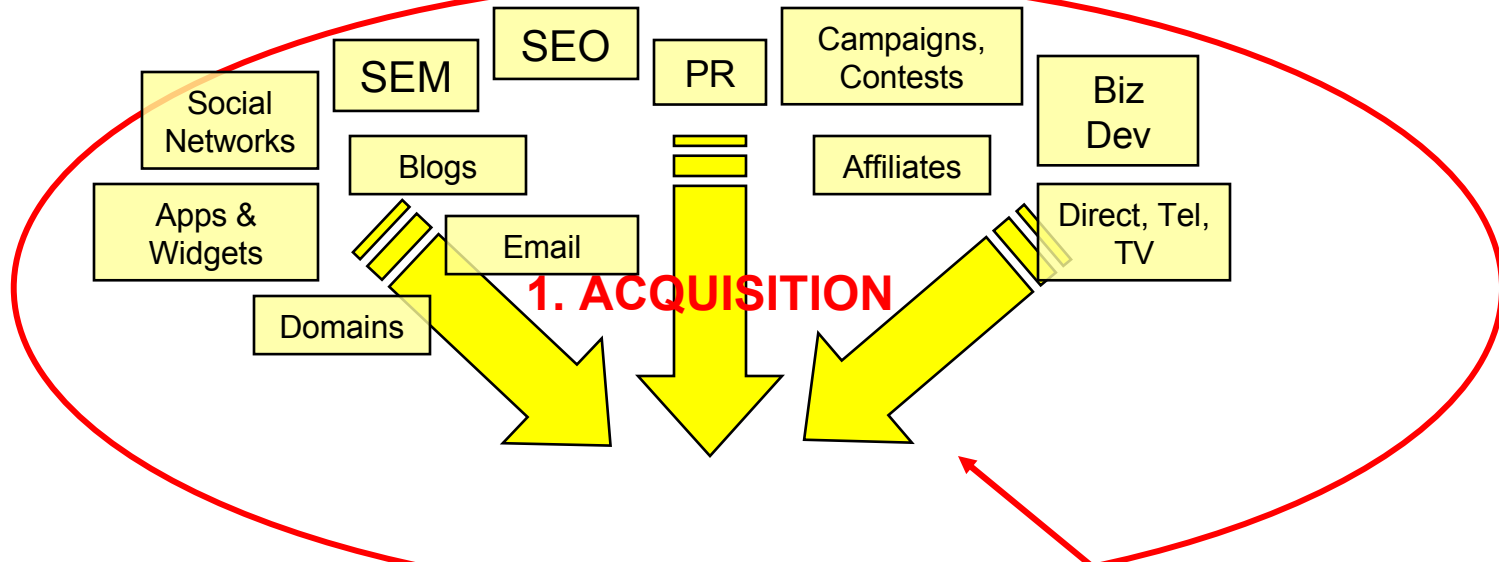 SEO
Campaigns,
Contests
SEM
PR
Biz
Dev
Social
Networks
Blogs
Affiliates
Apps &
Widgets
Email
Direct, Tel,
TV
1. ACQUISITION
Domains